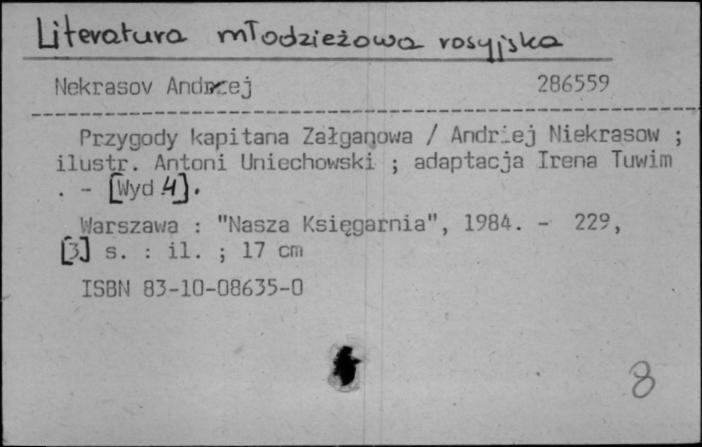 Literatura młodzieżowa rosyjska
Nekrasov Andrzej 286559
Przygody kapitana Załganowa / Andrzej Niekrasow ;
ilustr. Antoni Uniechowski ; adaptacja Irena Tuwim
. - [Wyd 4].
Warszawa : "Nasza Księgarnia", 1984. - 229,
[3] s. : il. ; 17 cm
ISBN 83-10-08635-0
8